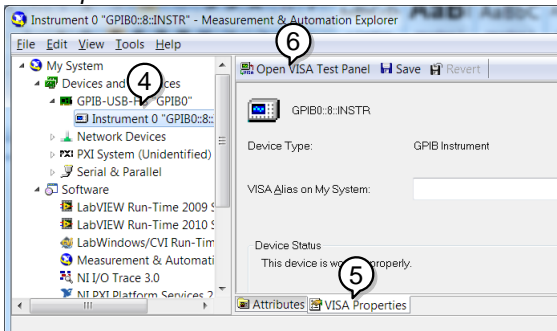 Instrument 0 "GPIB0::8::INSTR" - Measurement & Automation Explorer
File Edit View Tools Help
6
Open VISA Test Panel Save Revert
My System
4
Devices and
GPIB-USB-H "GPIB0"
Instrument 0 "GPIB0::8::
Network Devices
PXI System (Unidentified)
Serial & Parallel
Software
LabVIEW Run-Time 2009
LabVIEW Run-Time 2010
LabWindows/CVI Run-Tim
Measurement & Automati
NI I/O Trace 3.0
NI PXI Platform Services 2
GPIB0::8::INSTR
Device Type: GPIB Instrument
VISA Alias on My System:
Device Status
This device is properly.
5
Attributes VISA Properties